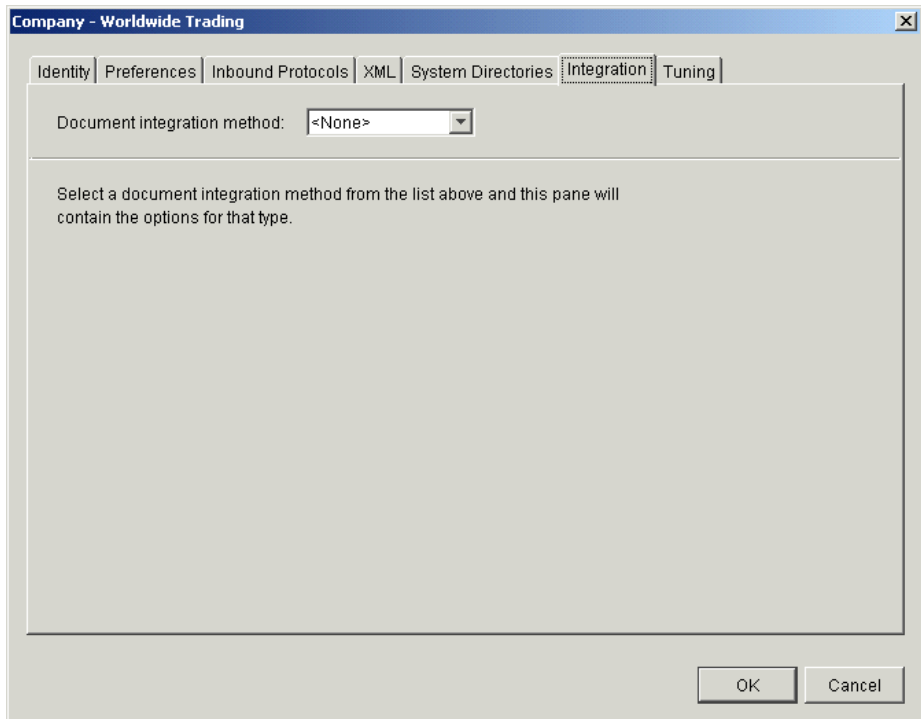 Company - Worldwide Trading
Identity Preferences Inbound Protocols XML System Directories Integration Tuning
Document integration method: <None>
Select a document integration method from the list above and this pane will
contain the options for that type.
OK Cancel